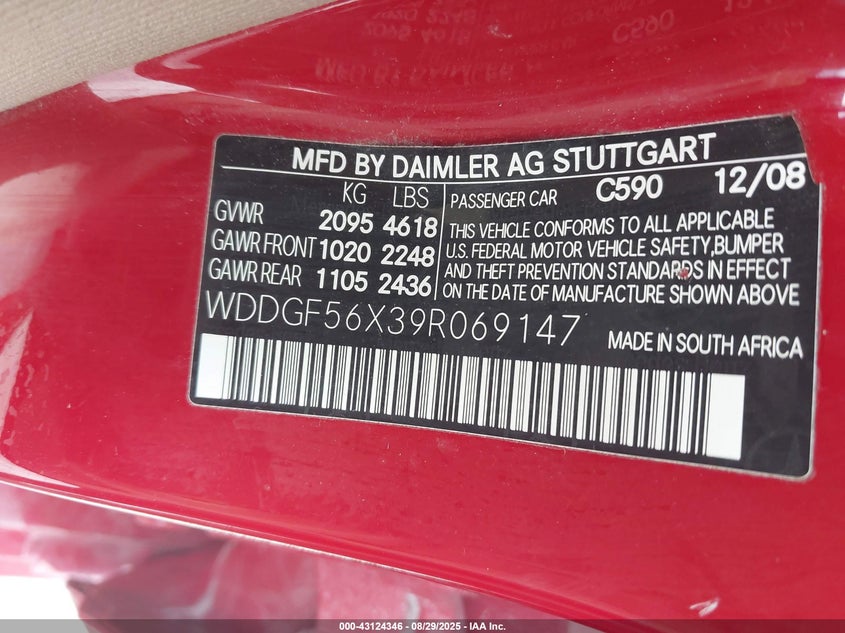 MFD BY DAIMLER AG STUTTGART
KG LBS
GVWR 2095 4618
GAWR FRONT 1020 2248
GAWR REAR 1105 2436
PASSENGER CAR C590 12/08
THIS VEHICLE CONFORMS TO ALL APPLICABLE
U.S. FEDERAL MOTOR VEHICLE SAFETY,BUMPER
AND THEFT PREVENTION STANDARDS IN EFFECT
ON THE DATE OF MANUFACTURE SHOWN ABOVE
WDDGF56X39R069147
MADE IN SOUTH AFRICA
000-43124346 - 08/29/2025 - IAA Inc.